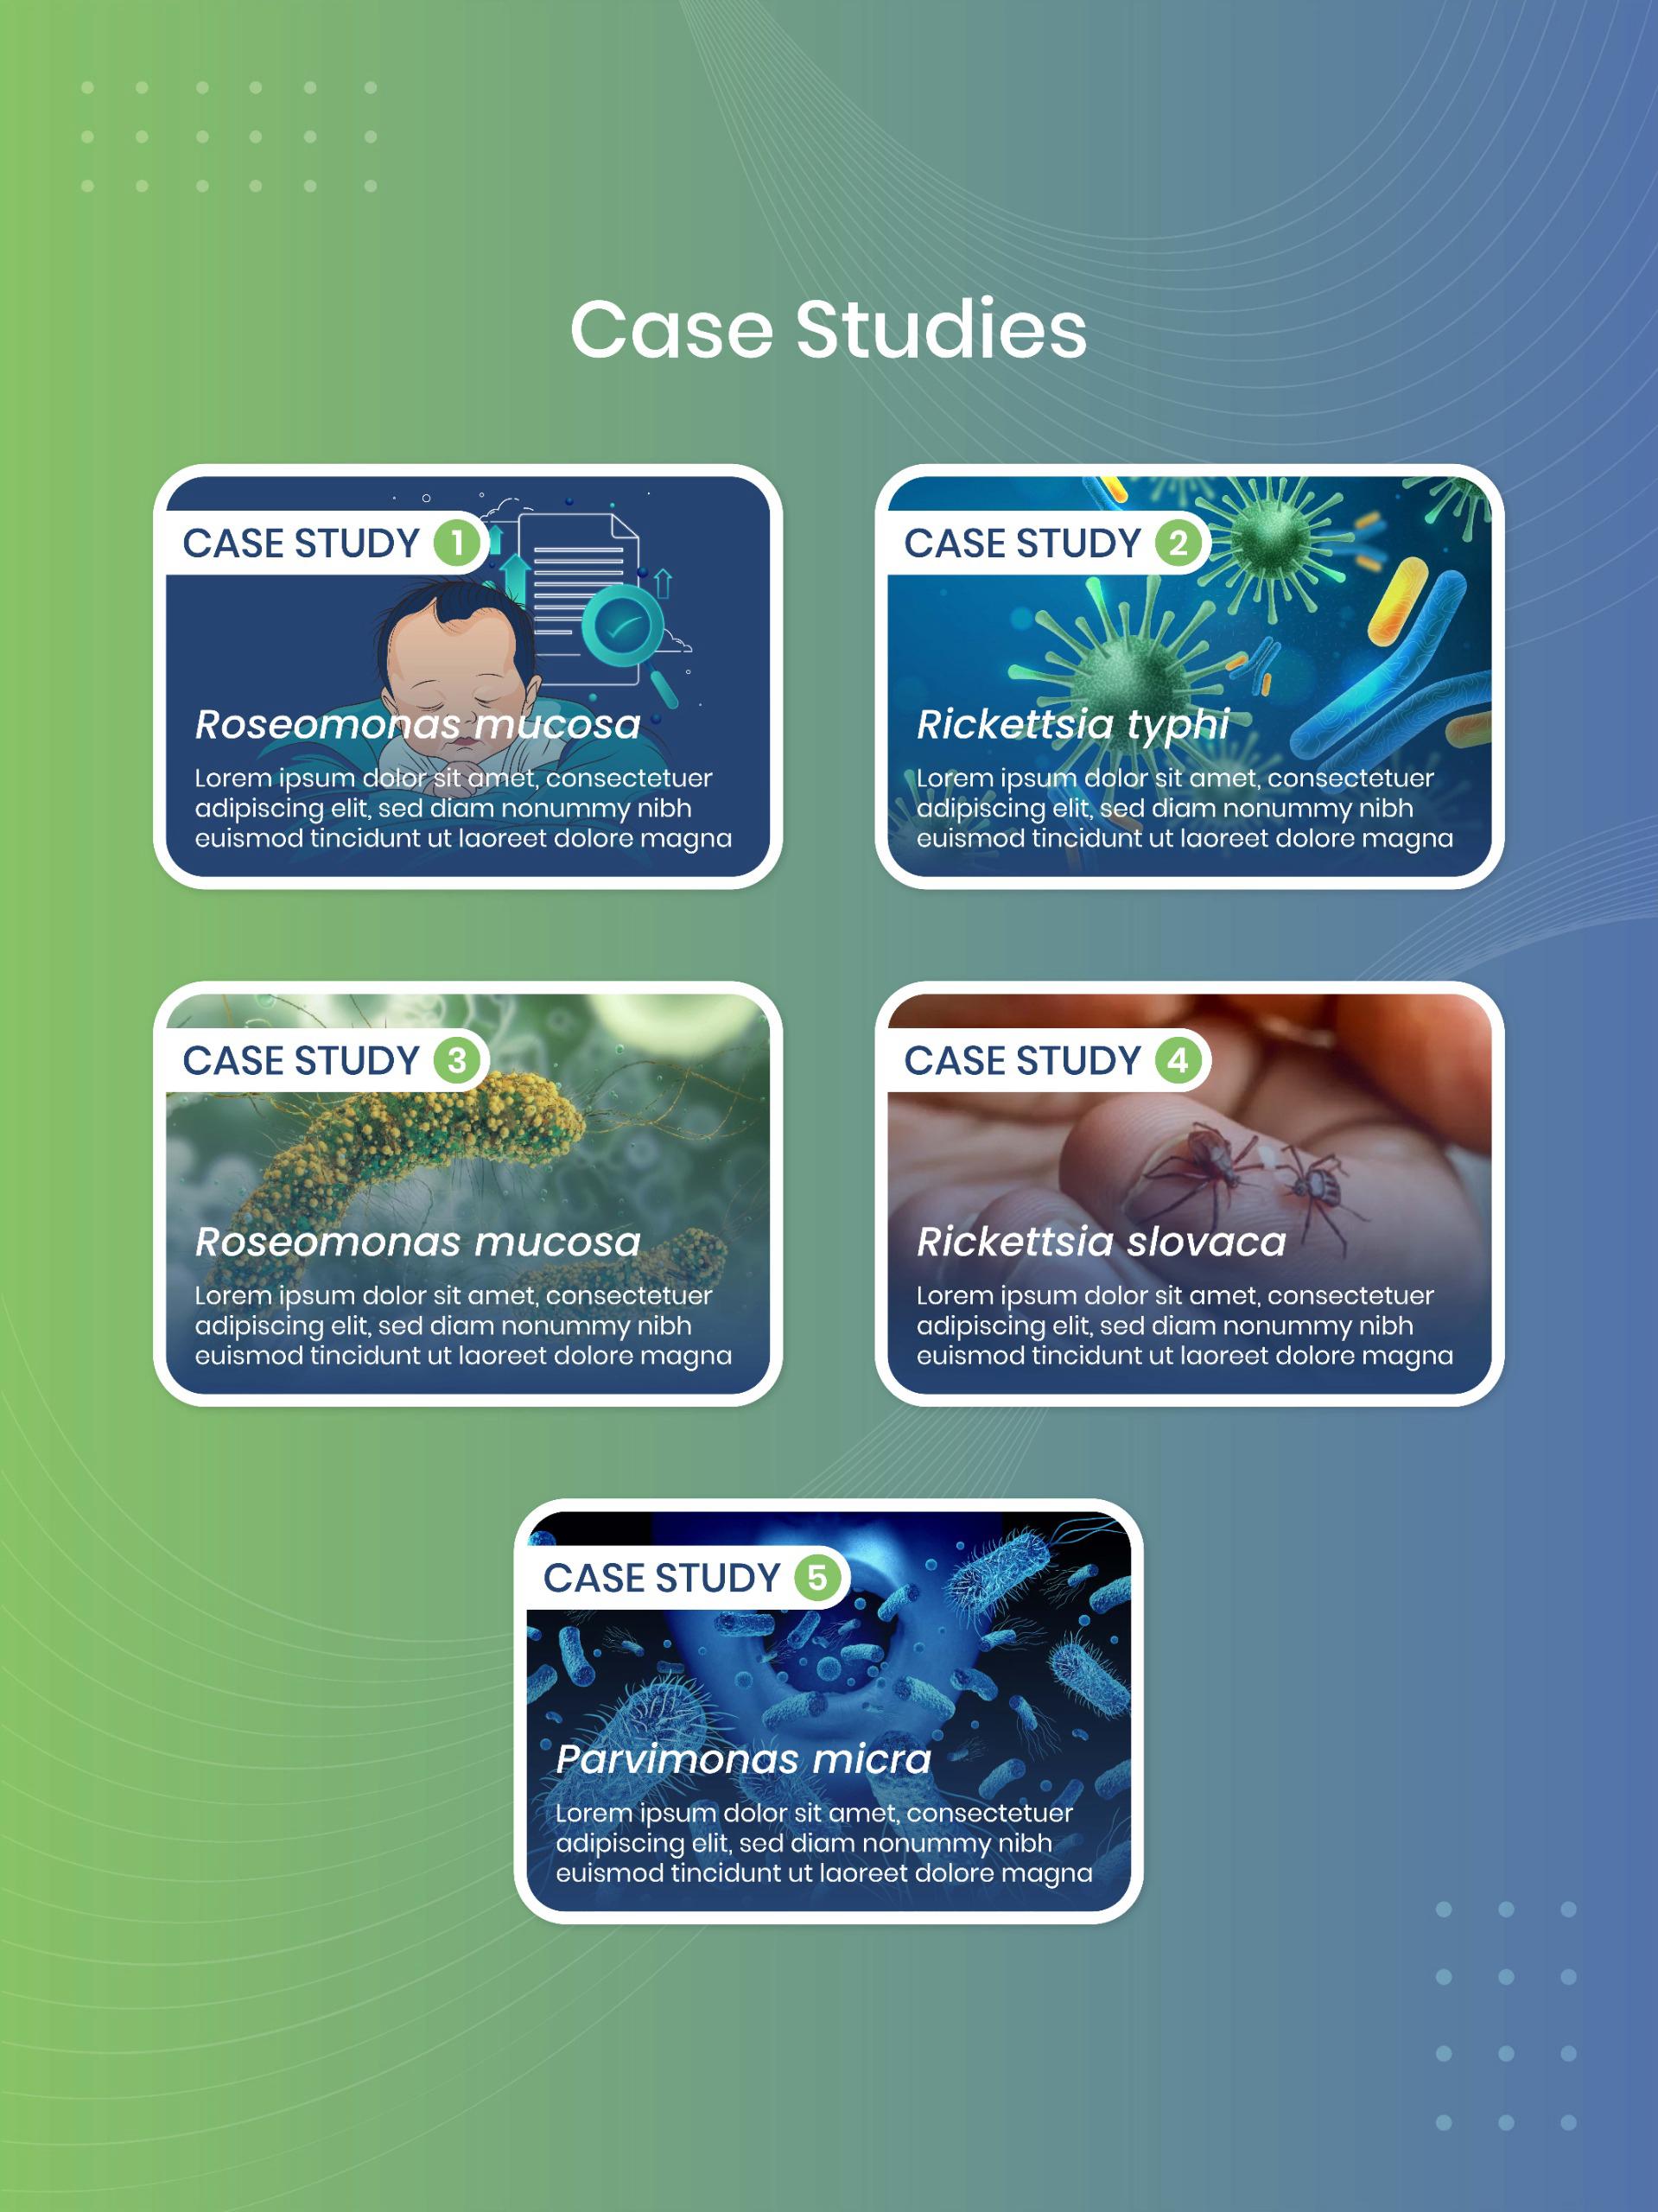 Case Studies
CASE STUDY 1
Roseomonas mucosa
Lorem ipsum dolor sit amet, consectetuer
adipiscing elit, sed diam nonummy nibh
euismod tincidunt ut laoreet dolore magna
CASE STUDY 2
Rickettsia typhi
Lorem ipsum dolor sit amet, consectetuer
adipiscing elit, sed diam nonummy nibh
euismod tincidunt ut laoreet dolore magna
CASE STUDY 3
Roseomonas mucosa
Lorem ipsum dolor sit amet, consectetuer
adipiscing elit, sed diam nonummy nibh
euismod tincidunt ut laoreet dolore magna
CASE STUDY 4
Rickettsia slovaca
Lorem ipsum dolor sit amet, consectetuer
adipiscing elit, sed diam nonummy nibh
euismod tincidunt ut laoreet dolore magna
CASE STUDY 5
Parvimonas micra
Lorem ipsum dolor sit amet, consectetuer
adipiscing elit, sed diam nonummy nibh
euismod tincidunt ut laoreet dolore magna